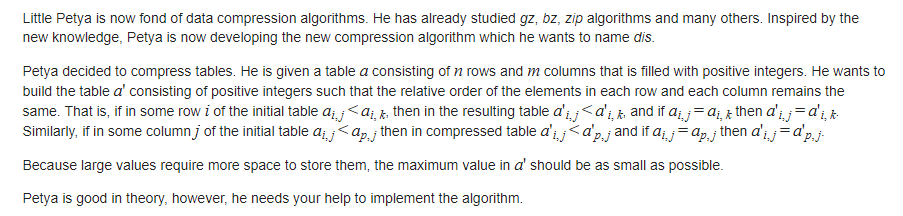 Little Petya is now fond of data compression algorithms. He has already studied gz, bz, zip algorithms and many others. Inspired by the
new knowledge, Petya is now developing the new compression algorithm which he wants to name dis.
Petya decided to compress tables. He is given a table a consisting of n rows and m columns that is filled with positive integers. He wants to
build the table a' consisting of positive integers such that the relative order of the elements in each row and each column remains the
same. That is, if in some row i of the initial table a_{i, j} < a_{i, k}, then in the resulting table a'_{i, j} < a'_{i, k}, and if a_{i, j} = a_{i, k} then a'_{i, j} = a'_{i, k}.
Similarly, if in some column j of the initial table a_{i, j} < a_{p, j} then in compressed table a'_{i, j} < a'_{p, j} and if a_{i, j} = a_{p, j} then a'_{i, j} = a'_{p, j}.
Because large values require more space to store them, the maximum value in a' should be as small as possible.
Petya is good in theory, however, he needs your help to implement the algorithm.